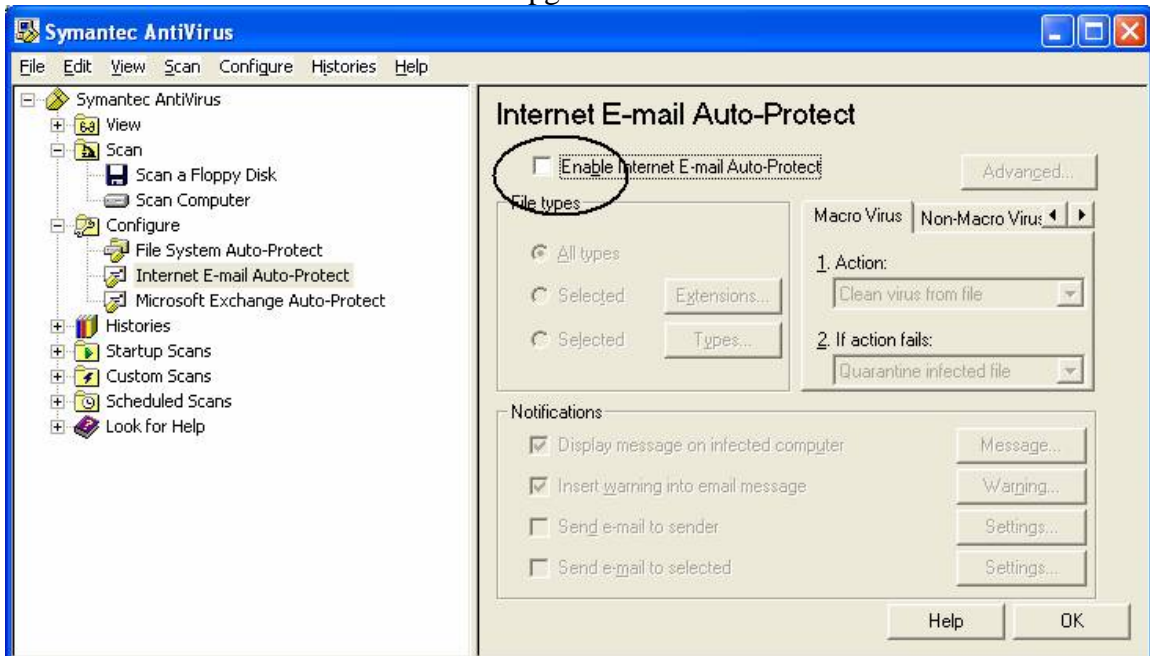 Symantec AntiVirus
File Edit View Scan Configure Histories Help
Symantec AntiVirus
View
Scan
Scan a Floppy Disk
Scan Computer
Configure
File System Auto-Protect
Internet E-mail Auto-Protect
Microsoft Exchange Auto-Protect
Histories
Startup Scans
Custom Scans
Scheduled Scans
Look for Help
Internet E-mail Auto-Protect
Enable Internet E-mail Auto-Protect
Advanced...
File types
All types
Selected Extensions...
Selected Types...
Macro Virus Non-Macro Virus
1. Action:
Clean virus from file
2. If action fails:
Quarantine infected file
Notifications
Display message on infected computer Message...
Insert warning into email message Warning...
Send e-mail to sender Settings...
Send e-mail to selected Settings...
Help OK